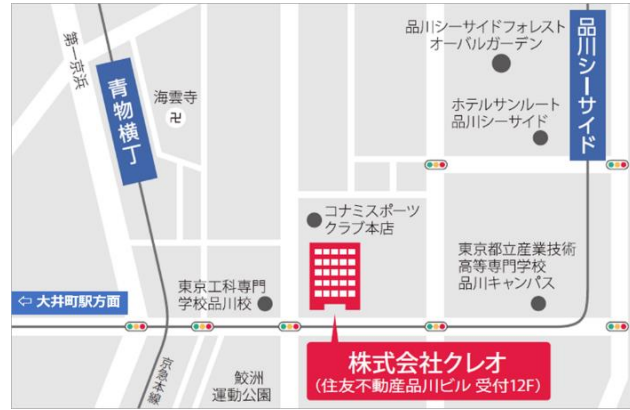 第一京浜
青物横丁
海雲寺
品川シーサイドフォレスト
オーバルガーデン
品川シーサイド
ホテルサンルート
品川シーサイド
コナミスポーツ
クラブ本店
東京都立産業技術
高等専門学校
品川キャンパス
東京工科専門
学校品川校
⇦ 大井町駅方面
株式会社クレオ
(住友不動産品川ビル 受付12F)
京急本線
鮫洲
運動公園